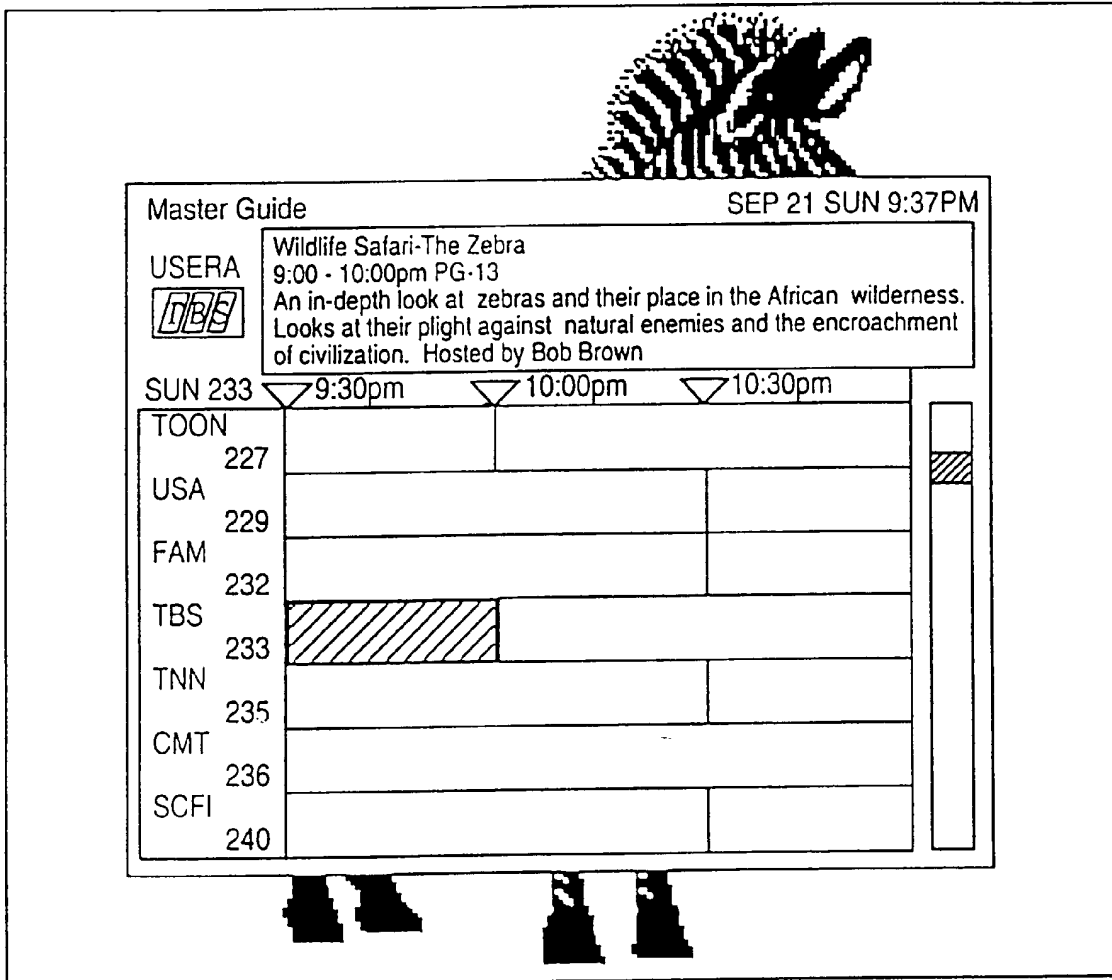 Master Guide
SEP 21 SUN 9:37PM
USERA
DBS
Wildlife Safari-The Zebra
9:00 - 10:00pm PG-13
An in-depth look at zebras and their place in the African wilderness.
Looks at their plight against natural enemies and the encroachment
of civilization. Hosted by Bob Brown
SUN 233 9:30pm 10:00pm 10:30pm
TOON
227
USA
229
FAM
232
TBS
233
TNN
235
CMT
236
SCFI
240